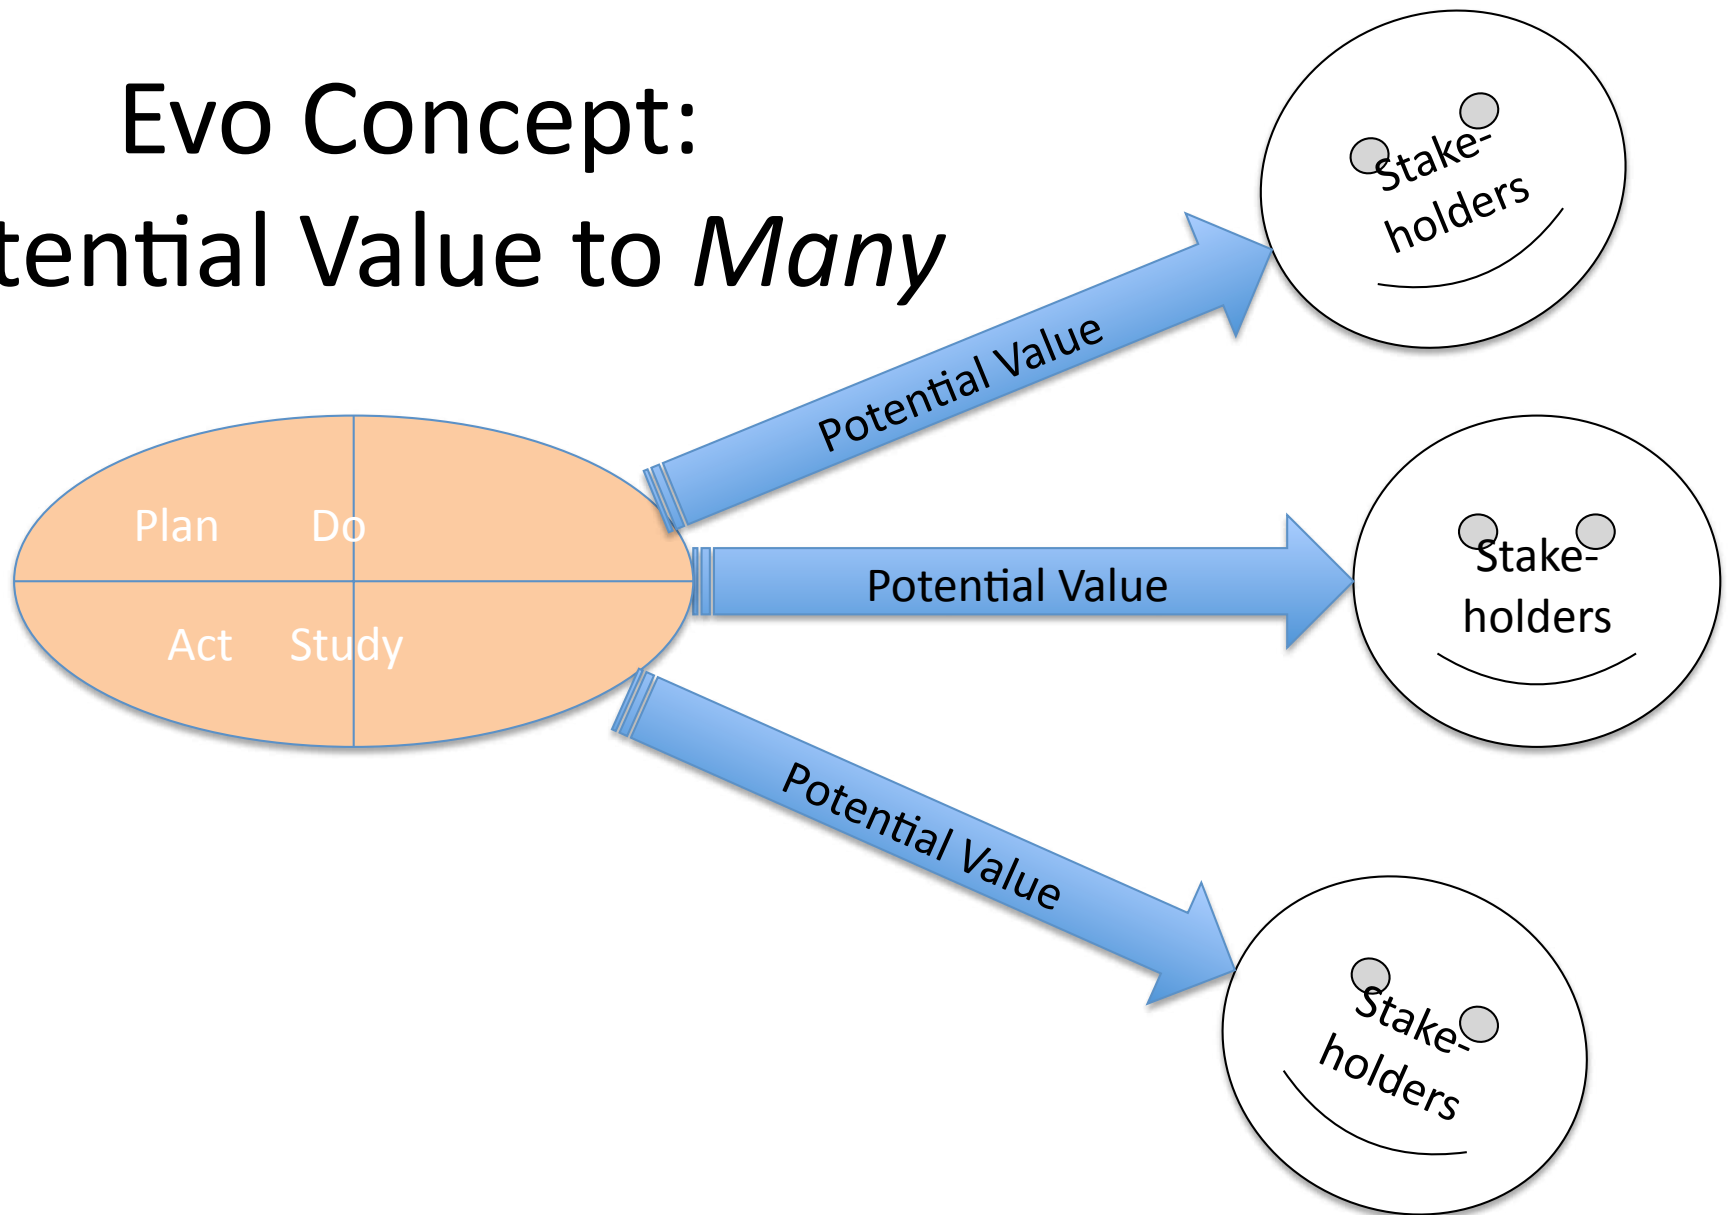 Evo Concept:
tential Value to Many
Potential Value
Stake-
holders
Plan Do
Act Study
Potential Value
Stake-
holders
Potential Value
Stake-
holders